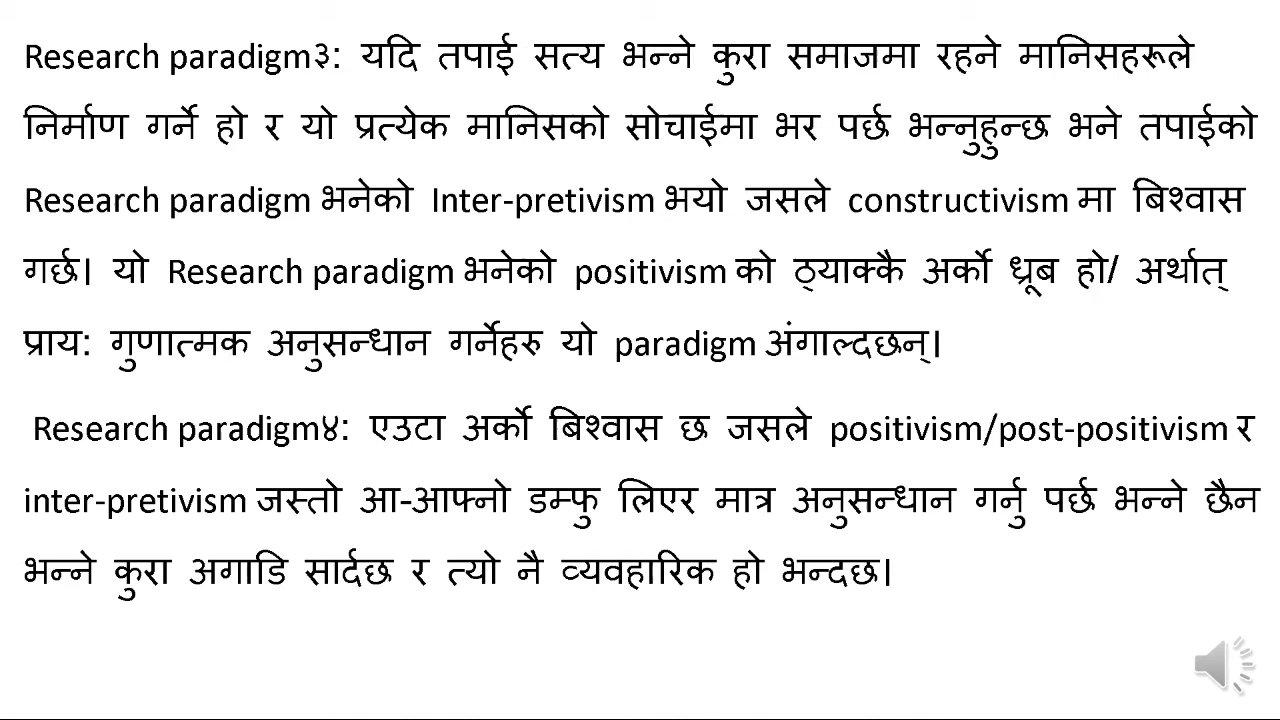 Research paradigm३: यदि तपाई सत्य भन्ने कुरा समाजमा रहने मानिसहरूले
निर्माण गर्ने हो र यो प्रत्येक मानिसको सोचाईमा भर पर्छ भन्नुहुन्छ भने तपाईको
Research paradigm भनेको Inter-pretivism भयो जसले constructivism मा बिश्वास
गर्छ। यो Research paradigm भनेको positivism को ठ्याक्कै अर्को ध्रूब हो/ अर्थात्
प्राय: गुणात्मक अनुसन्धान गर्नेहरु यो paradigm अंगाल्दछन्।
Research paradigm४: एउटा अर्को बिश्वास छ जसले positivism/post-positivism र
inter-pretivism जस्तो आ-आफ्नो डम्फु लिएर मात्र अनुसन्धान गर्नु पर्छ भन्ने छैन
भन्ने कुरा अगाडि सार्दछ र त्यो नै व्यवहारिक हो भन्दछ।